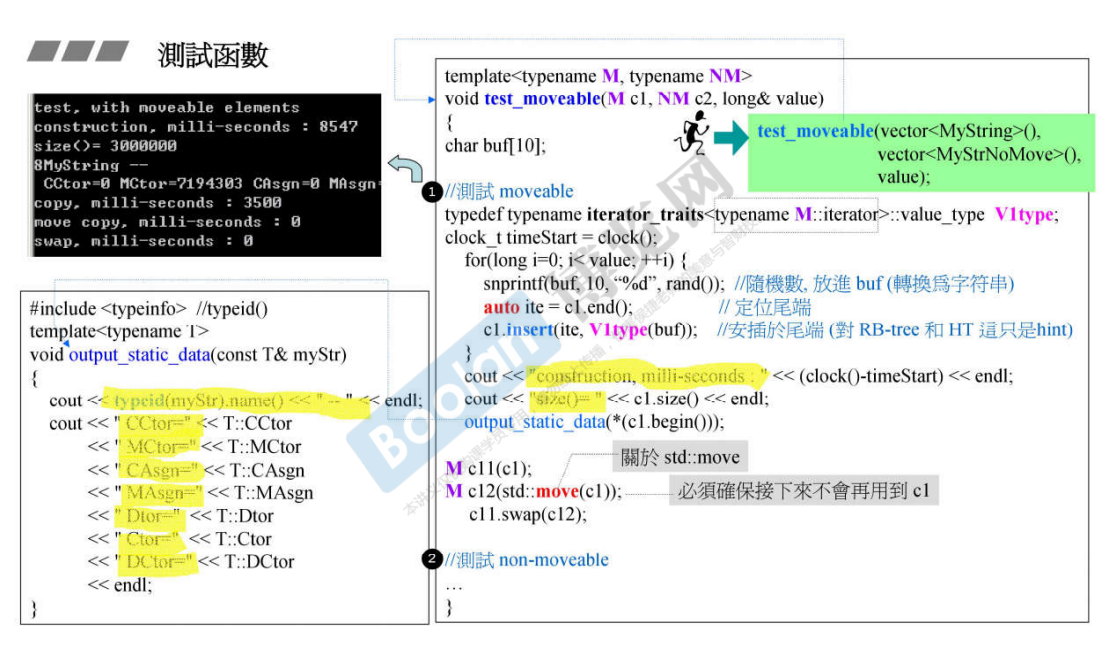 測試函數
test, with moveable elements
construction, milli-seconds : 8547
size()= 3000000
8MyString --
CCtor=0 MCtor=7194303 CAsgn=0 MAsgn=
copy, milli-seconds : 3500
move copy, milli-seconds : 0
swap, milli-seconds : 0
#include <typeinfo> //typeid()
template<typename T>
void output_static_data(const T& myStr)
{
cout << typeid(myStr).name() << " -- " << endl;
cout << " CCtor=" << T::CCtor
<< " MCtor=" << T::MCtor
<< " CAsgn=" << T::CAsgn
<< " MAsgn=" << T::MAsgn
<< " Dtor=" << T::Dtor
<< " Ctor=" << T::Ctor
<< " DCtor=" << T::DCtor
<< endl;
}
template<typename M, typename NM>
void test_moveable(M c1, NM c2, long& value)
{
char buf[10];
test_moveable(vector<MyString>(),
vector<MyStrNoMove>(),
value);
1 //測試 moveable
typedef typename iterator_traits<typename M::iterator>::value_type V1type;
clock_t timeStart = clock();
for(long i=0; i< value; ++i) {
snprintf(buf, 10, “%d”, rand()); //隨機數, 放進 buf (轉換爲字符串)
auto ite = c1.end(); // 定位尾端
c1.insert(ite, V1type(buf)); //安插於尾端 (對 RB-tree 和 HT 這只是hint)
}
cout << "construction, milli-seconds : " << (clock()-timeStart) << endl;
cout << "size()= " << c1.size() << endl;
output_static_data(*(c1.begin()));
M c11(c1);
關於 std::move
M c12(std::move(c1)); 必須確保接下來不會再用到 c1
c11.swap(c12);
2 //測試 non-moveable
…
}
Boolan
博览网